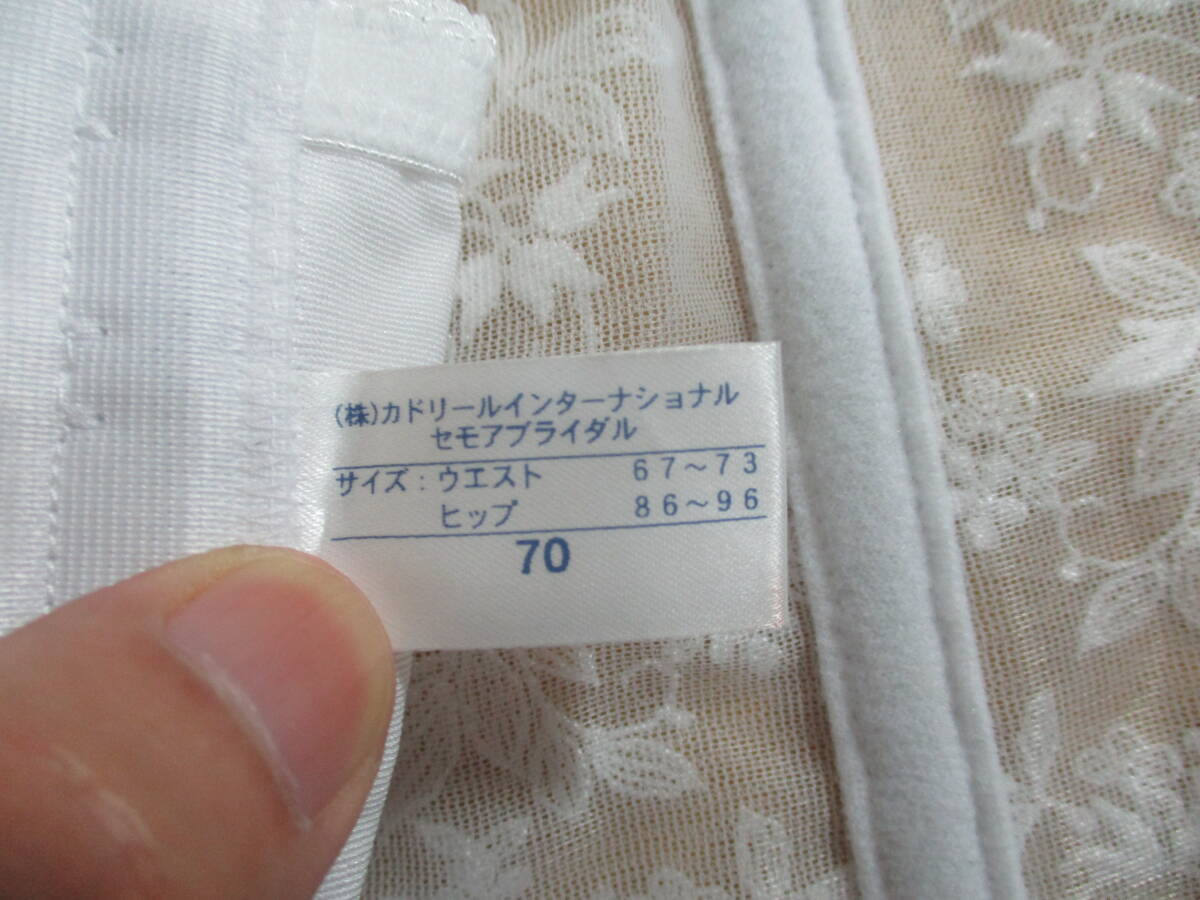 (株)カドリールインターナショナル
セモアブライダル
サイズ：ウエスト　６７～７３
ヒップ　８６～９６
70